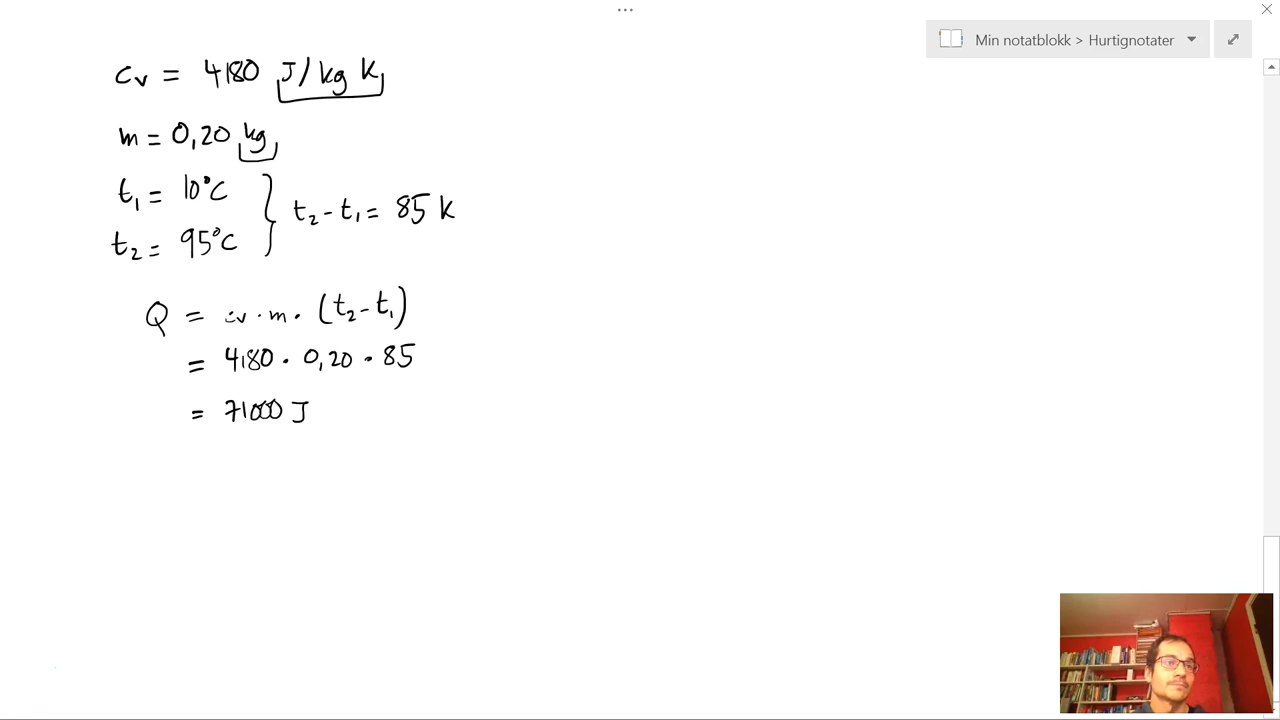 ...
Min notatblokk > Hurtignotater
cv = 4180 J/kg K
m = 0,20 kg
t₁ = 10°C
t₂ = 95°C
t₂ - t₁ = 85 K
Q = cv · m · (t₂ - t₁)
= 4180 · 0,20 · 85
= 71000 J